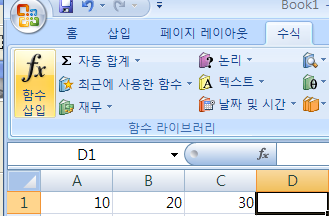 Book1 -
홈 삽입 페이지 레이아웃 수식
fx 함수 삽입
Σ 자동 합계
최근에 사용한 함수
재무
논리
A 텍스트
날짜 및 시간
θ
함수 라이브러리
D1 fx
A B C D
1 10 20 30